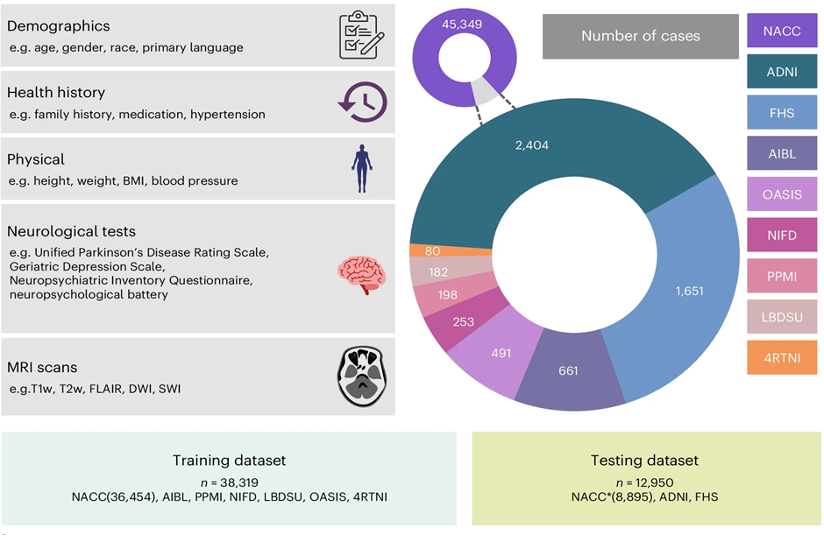 Demographics
e.g. age, gender, race, primary language
Health history
e.g. family history, medication, hypertension
Physical
e.g. height, weight, BMI, blood pressure
Neurological tests
e.g. Unified Parkinson's Disease Rating Scale,
Geriatric Depression Scale,
Neuropsychiatric Inventory Questionnaire,
neuropsychological battery
MRI scans
e.g.T1w, T2w, FLAIR, DWI, SWI
45,349
Number of cases
2,404
1,651
661
491
253
198
182
80
NACC
ADNI
FHS
AIBL
OASIS
NIFD
PPMI
LBDSU
4RTNI
Training dataset
n = 38,319
NACC(36,454), AIBL, PPMI, NIFD, LBDSU, OASIS, 4RTNI
Testing dataset
n = 12,950
NACC*(8,895), ADNI, FHS